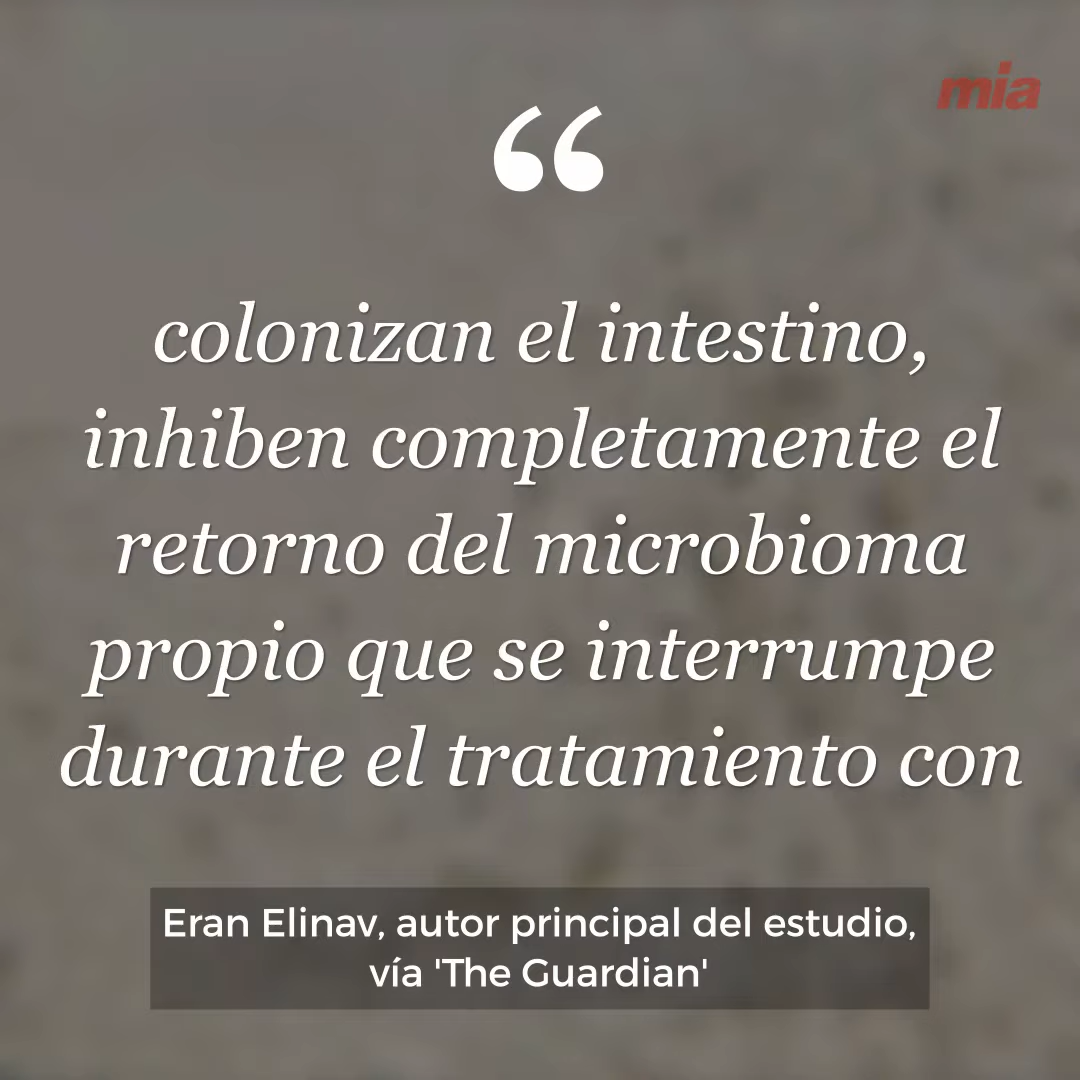 mia
“
colonizan el intestino,
inhiben completamente el
retorno del microbioma
propio que se interrumpe
durante el tratamiento con
Eran Elinav, autor principal del estudio,
vía 'The Guardian'